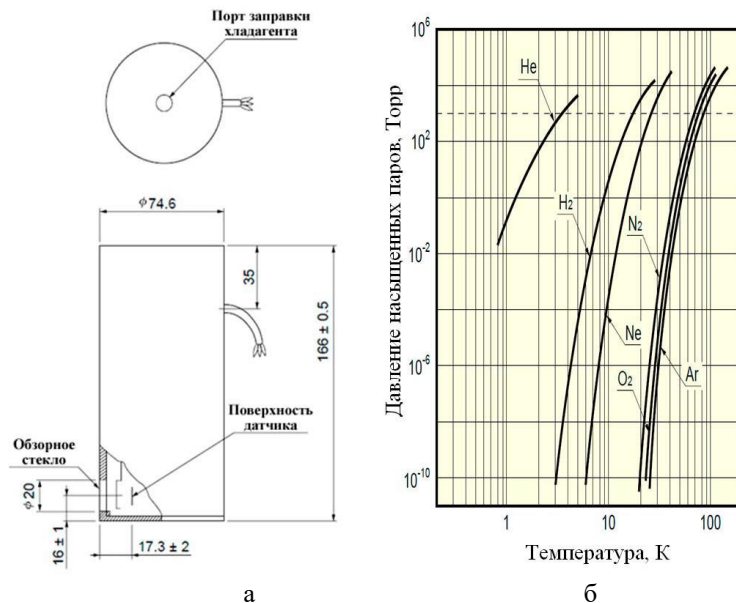 Порт заправки
хладагента
ϕ74.6
35
166 ± 0.5
Поверхность
датчика
Обзорное
стекло
ϕ20
16 ± 1
17.3 ± 2
а
Давление насыщенных паров, Торр
10⁶
10²
10⁻²
10⁻⁶
10⁻¹⁰
He
H₂
N₂
Ne
Ar
O₂
1
10
100
Температура, К
б